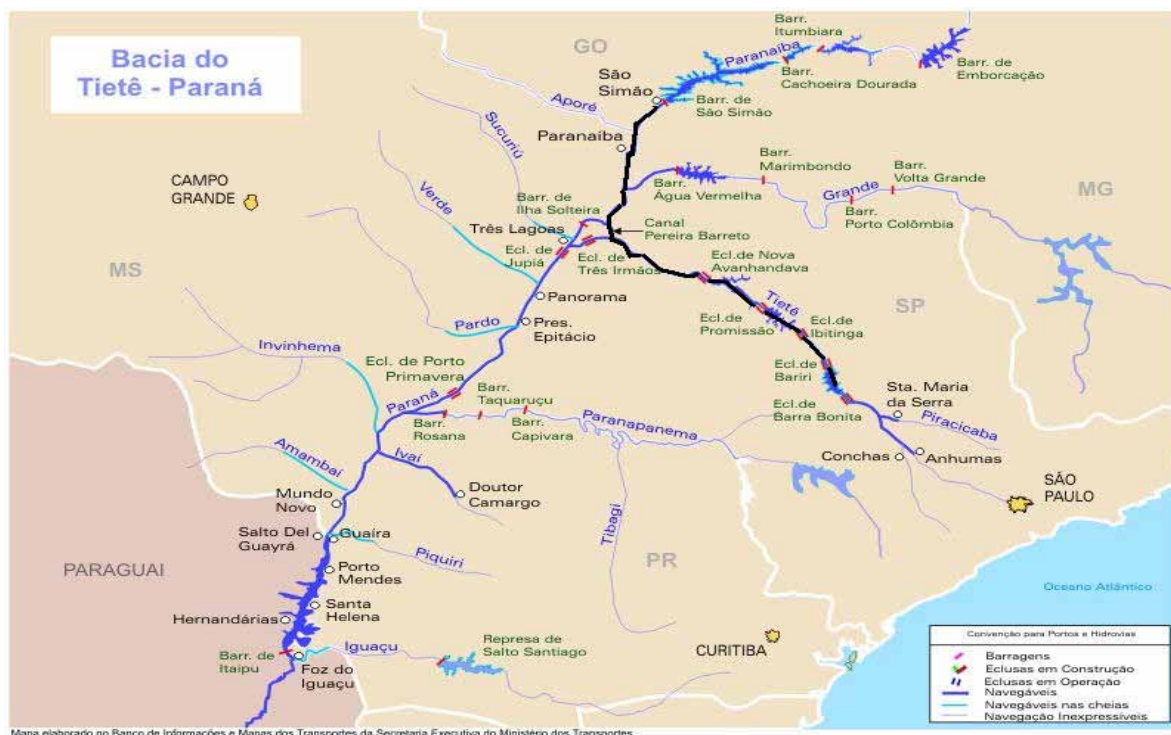 Bacia do
Tietê - Paraná
GO
Barr.
Itumbiara
Paranaíba
Barr. de
Emborcação
Barr.
Cachoeira Dourada
São
Simão
Barr. de
São Simão
Aporé
Paranaíba
Sucuriú
CAMPO
GRANDE
Verde
Barr. de
Ilha Solteira
Barr.
Água Vermelha
Barr.
Marimbondo
Grande
Barr.
Volta Grande
Barr.
Porto Colômbia
MG
Três Lagoas
Canal
Pereira Barreto
Ecl. de
Jupiá
Ecl. de
Três Irmãos
Ecl.de Nova
Avanhandava
MS
SP
Panorama
Tietê
Pardo
Pres.
Epitácio
Ecl.de
Promissão
Ecl.de
Ibitinga
Invinhema
Ecl. de Porto
Primavera
Ecl.de
Bariri
Paraná
Barr.
Taquaruçu
Sta. Maria
da Serra
Ecl.de
Barra Bonita
Barr.
Rosana
Barr.
Capivara
Paranapanema
Piracicaba
Amambaí
Ivaí
Conchas
Anhumas
Doutor
Camargo
SÃO
PAULO
Mundo
Novo
Salto Del
Guayrá
Guaíra
Tibagi
Piquiri
PR
PARAGUAI
Porto
Mendes
Oceano Atlântico
Santa
Helena
Hernandárias
Barr. de
Itaipu
Iguaçu
Represa de
Salto Santiago
CURITIBA
Foz do
Iguaçu
Convenção para Portos e Hidrovias
Barragens
Eclusas em Construção
Eclusas em Operação
Navegáveis
Navegáveis nas cheias
Navegação Inexpressíveis
Mapa elaborado no Banco de Informações e Mapas dos Transportes da Secretaria Executiva do Ministério dos Transportes